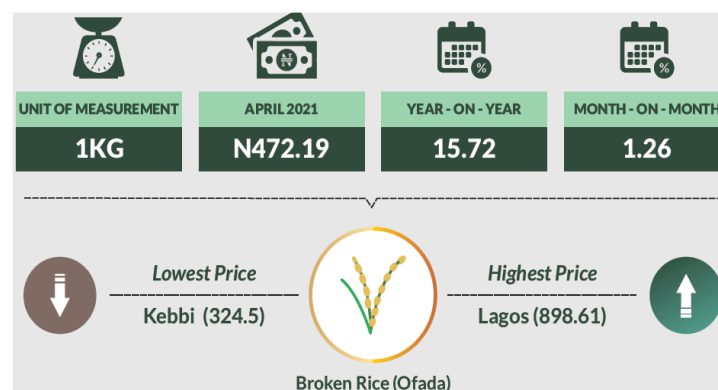 UNIT OF MEASUREMENT
APRIL 2021
YEAR - ON - YEAR
MONTH - ON - MONTH
1KG
N472.19
15.72
1.26
%
%
N
Lowest Price
Highest Price
Kebbi (324.5)
Lagos (898.61)
Broken Rice (Ofada)